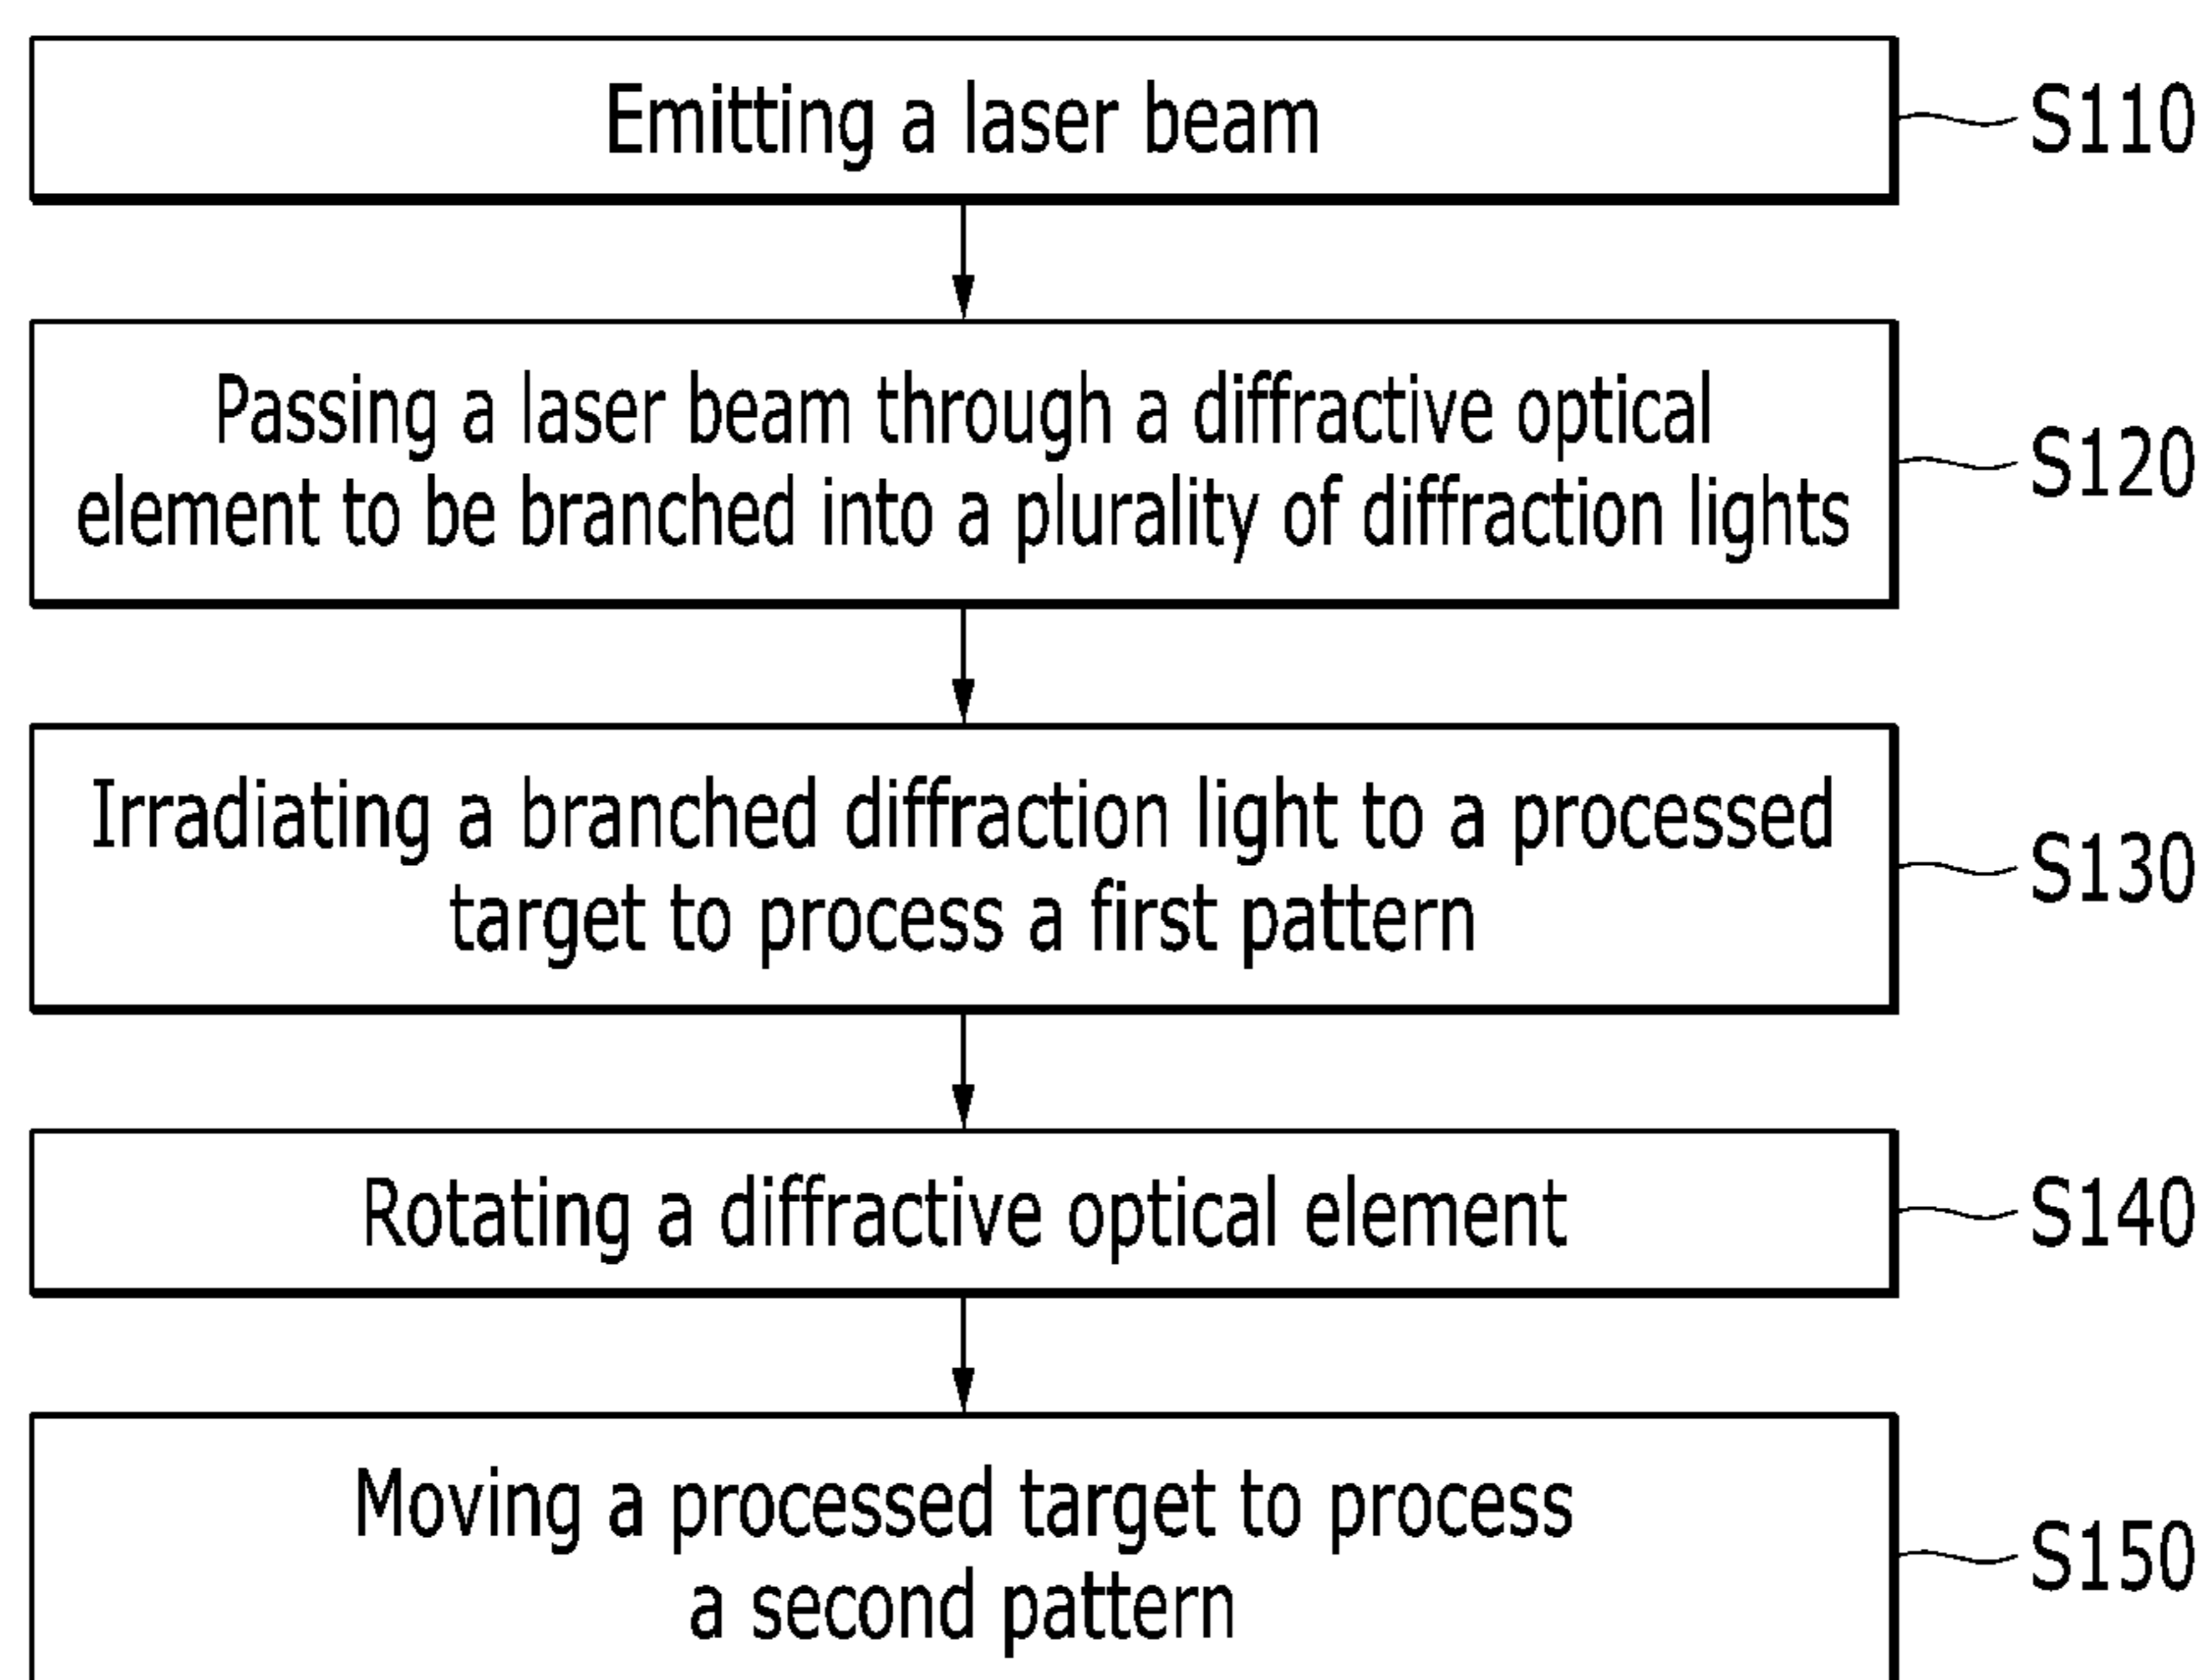 Emitting a laser beam
S110
Passing a laser beam through a diffractive optical
element to be branched into a plurality of diffraction lights
S120
Irradiating a branched diffraction light to a processed
target to process a first pattern
S130
Rotating a diffractive optical element
S140
Moving a processed target to process
a second pattern
S150